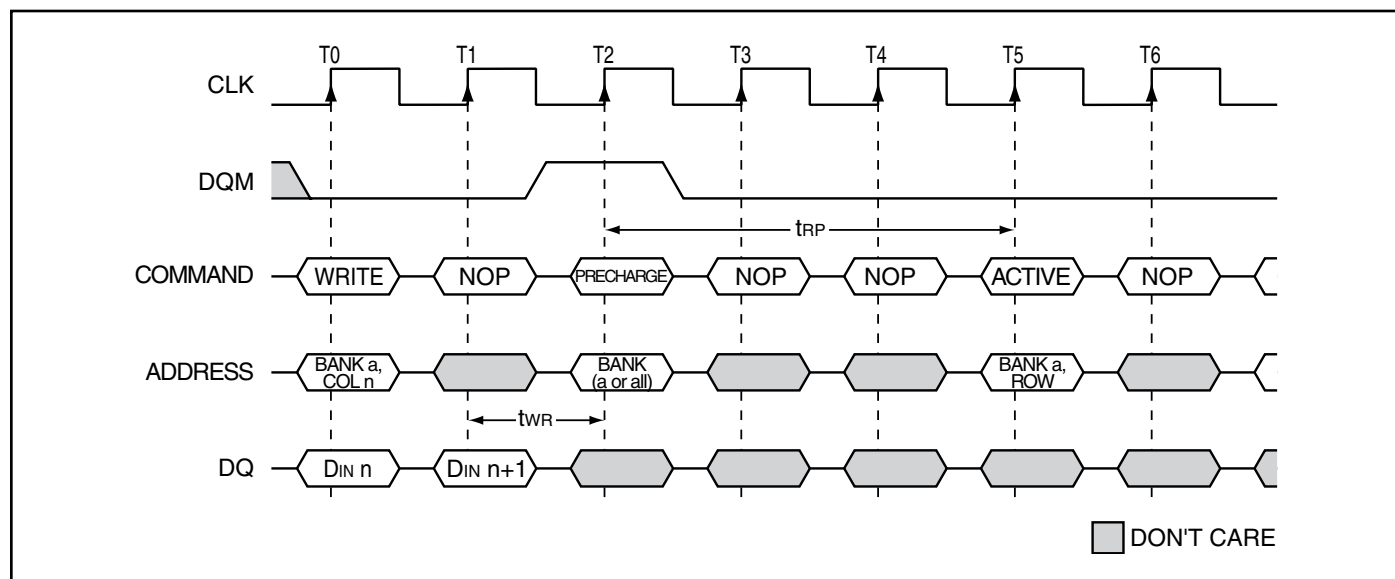 T0 T1 T2 T3 T4 T5 T6
CLK
DQM
tRP
COMMAND WRITE NOP PRECHARGE NOP NOP ACTIVE NOP
ADDRESS BANK a, COL n BANK (a or all) BANK a, ROW
tWR
DQ DIN n DIN n+1
DON'T CARE